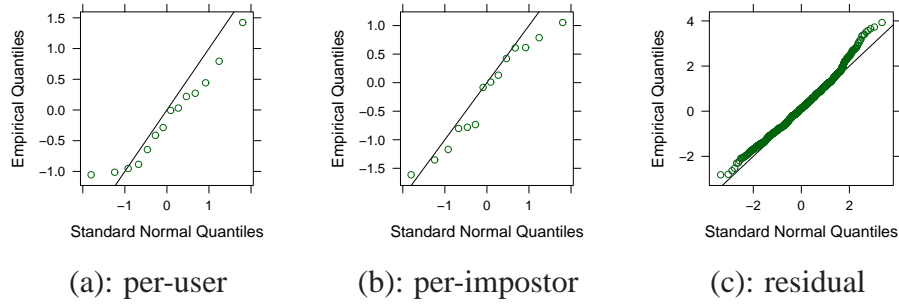 Empirical Quantiles
1.5
1.0
0.5
0.0
−0.5
−1.0
−1 0 1
Standard Normal Quantiles
(a): per-user
Empirical Quantiles
1.0
0.5
0.0
−0.5
−1.0
−1.5
−1 0 1
Standard Normal Quantiles
(b): per-impostor
Empirical Quantiles
4
2
0
−2
−2 0 2
Standard Normal Quantiles
(c): residual